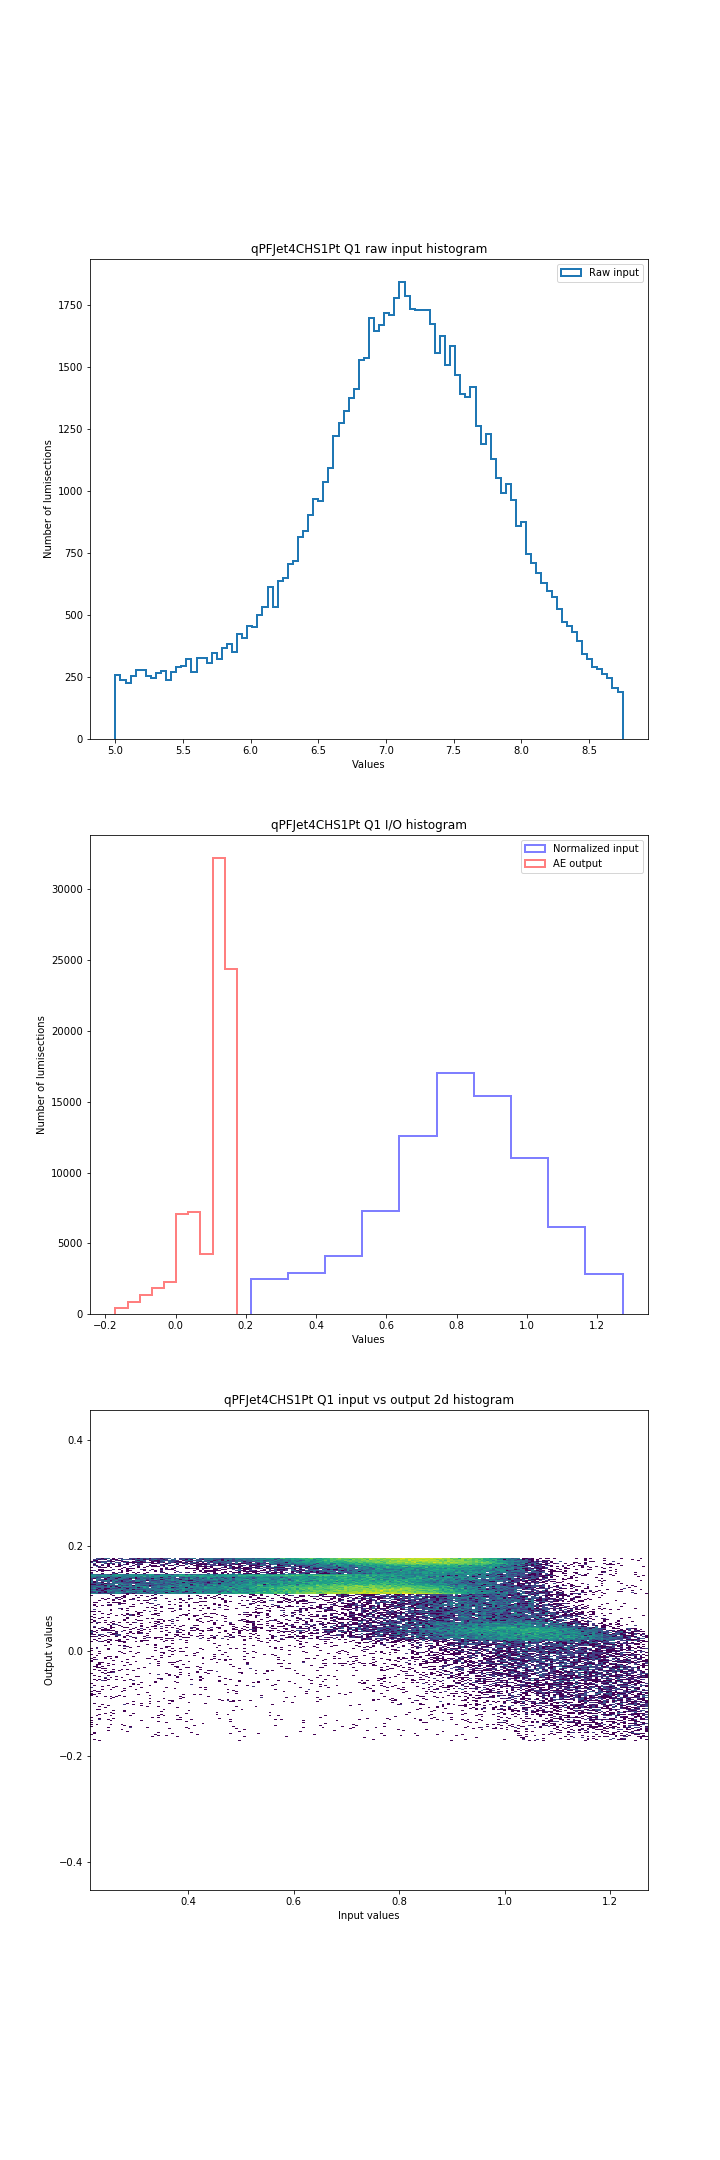 qPFJet4CHS1Pt Q1 raw input histogram
Raw input
1750
1500
1250
1000
750
500
250
0
Number of lumisections
5.0 5.5 6.0 6.5 7.0 7.5 8.0 8.5
Values
qPFJet4CHS1Pt Q1 I/O histogram
Normalized input
AE output
30000
25000
20000
15000
10000
5000
0
Number of lumisections
−0.2 0.0 0.2 0.4 0.6 0.8 1.0 1.2
Values
qPFJet4CHS1Pt Q1 input vs output 2d histogram
0.4
0.2
0.0
−0.2
−0.4
Output values
0.4 0.6 0.8 1.0 1.2
Input values